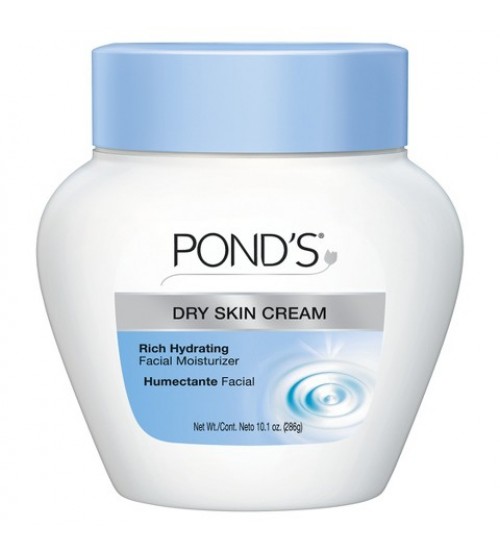 POND'S
DRY SKIN CREAM
Rich Hydrating
Facial Moisturizer
Humectante Facial
Net Wt./Cont. Neto 10.1 oz. (286g)